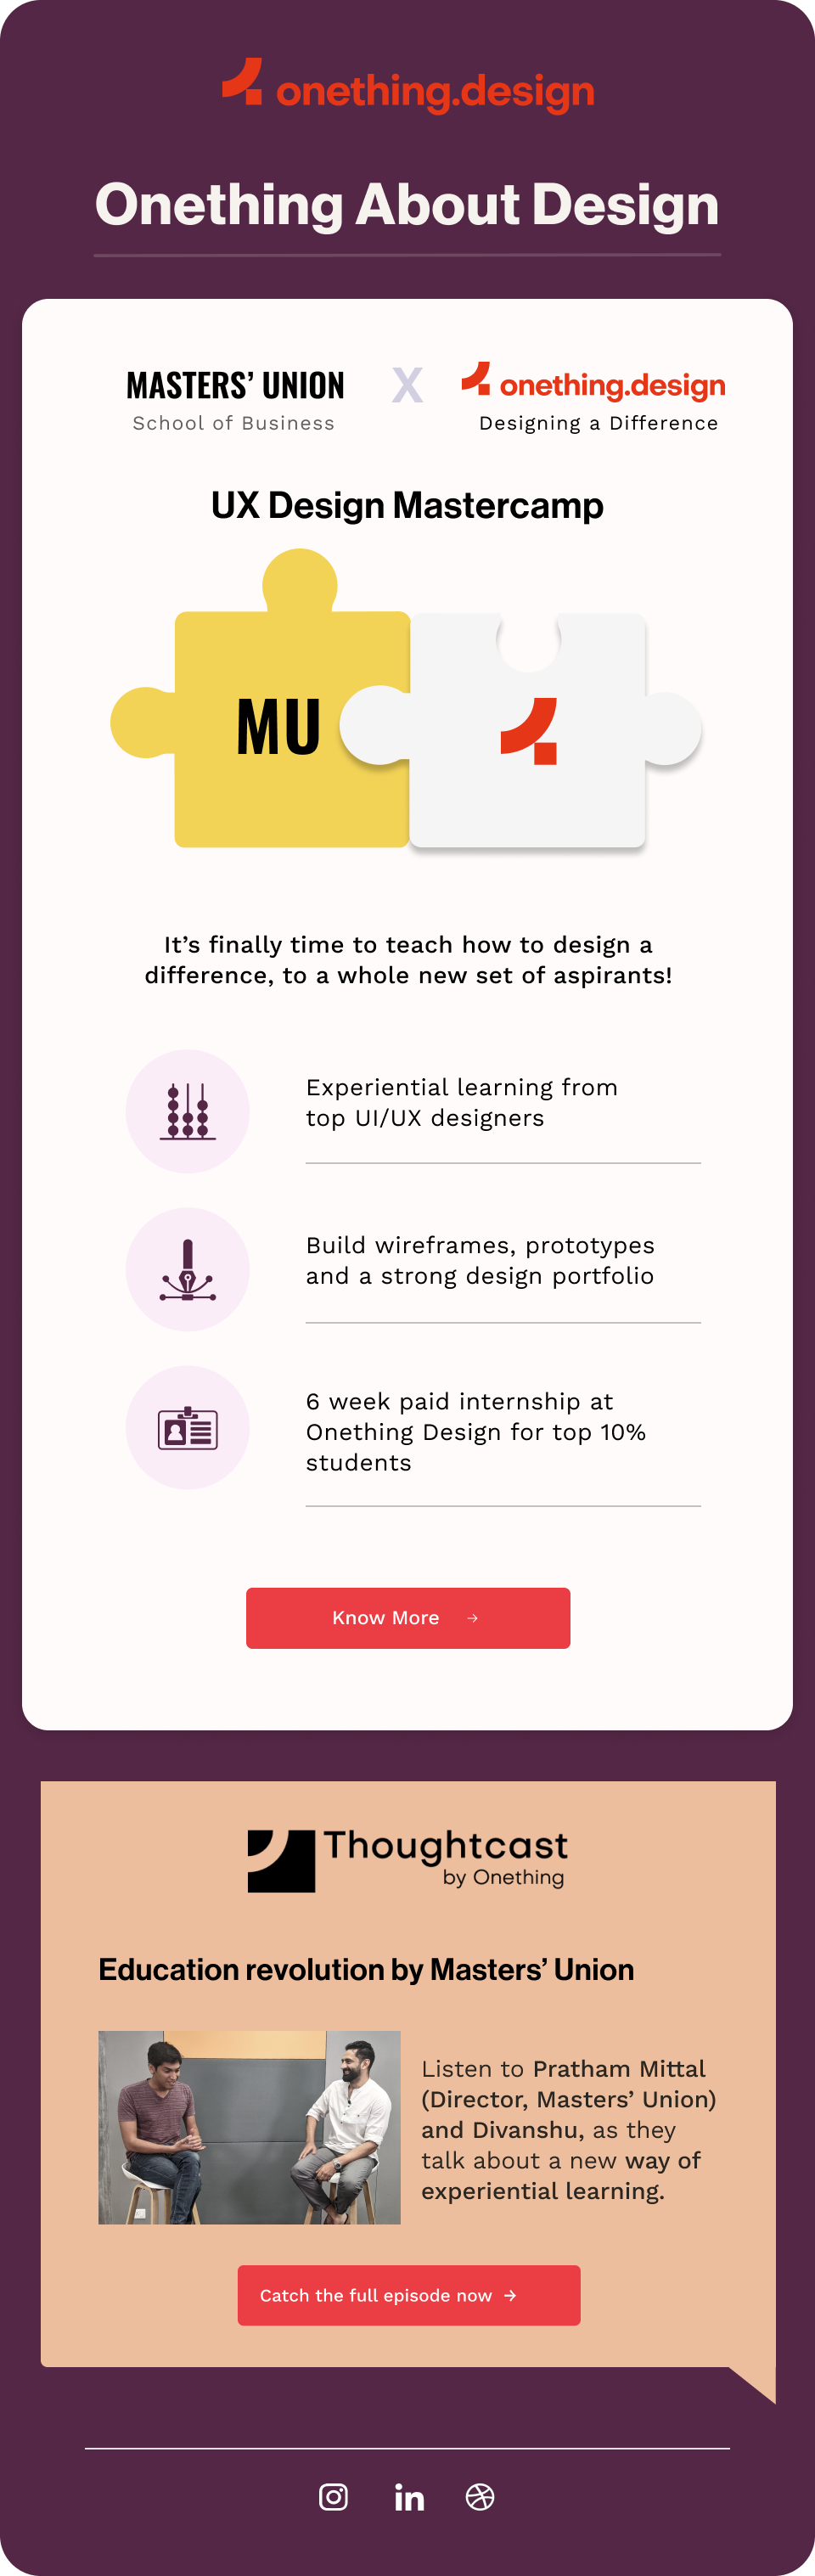 onething.design
Onething About Design
MASTERS’ UNION
School of Business
X
onething.design
Designing a Difference
UX Design Mastercamp
MU
It’s finally time to teach how to design a
difference, to a whole new set of aspirants!
Experiential learning from
top UI/UX designers
Build wireframes, prototypes
and a strong design portfolio
6 week paid internship at
Onething Design for top 10%
students
Know More →
Thoughtcast
by Onething
Education revolution by Masters’ Union
Listen to Pratham Mittal
(Director, Masters’ Union)
and Divanshu, as they
talk about a new way of
experiential learning.
Catch the full episode now →
in